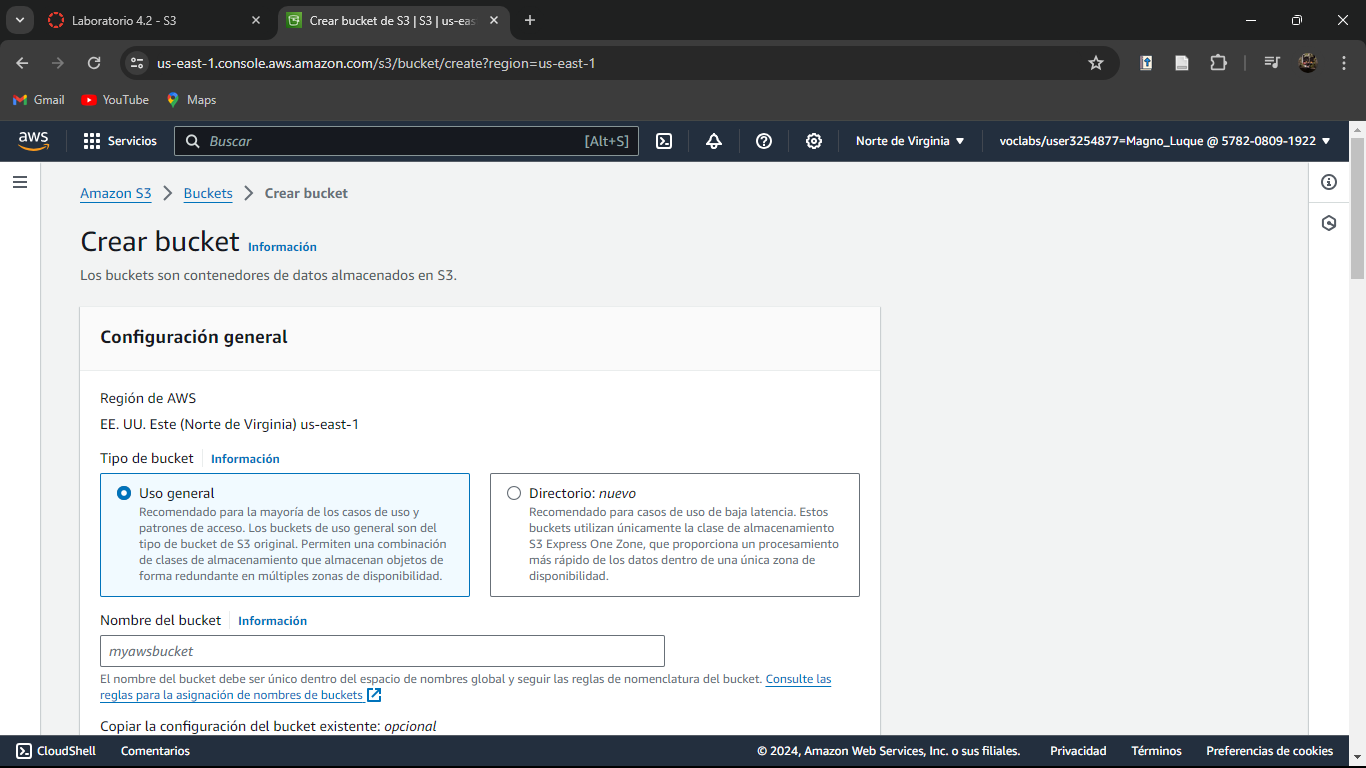 Laboratorio 4.2 - S3
Crear bucket de S3 | S3 | us-eas
us-east-1.console.aws.amazon.com/s3/bucket/create?region=us-east-1
Gmail YouTube Maps
aws Servicios Buscar [Alt+S] Norte de Virginia voclabs/user3254877=Magno_Luque @ 5782-0809-1922
Amazon S3 Buckets Crear bucket
Crear bucket Información
Los buckets son contenedores de datos almacenados en S3.
Configuración general
Región de AWS
EE. UU. Este (Norte de Virginia) us-east-1
Tipo de bucket Información
Uso general
Recomendado para la mayoría de los casos de uso y
patrones de acceso. Los buckets de uso general son del
tipo de bucket de S3 original. Permiten una combinación
de clases de almacenamiento que almacenan objetos de
forma redundante en múltiples zonas de disponibilidad.
Directorio: nuevo
Recomendado para casos de uso de baja latencia. Estos
buckets utilizan únicamente la clase de almacenamiento
S3 Express One Zone, que proporciona un procesamiento
más rápido de los datos dentro de una única zona de
disponibilidad.
Nombre del bucket Información
myawsbucket
El nombre del bucket debe ser único dentro del espacio de nombres global y seguir las reglas de nomenclatura del bucket. Consulte las
reglas para la asignación de nombres de buckets
Copiar la configuración del bucket existente: opcional
CloudShell Comentarios © 2024, Amazon Web Services, Inc. o sus filiales. Privacidad Términos Preferencias de cookies